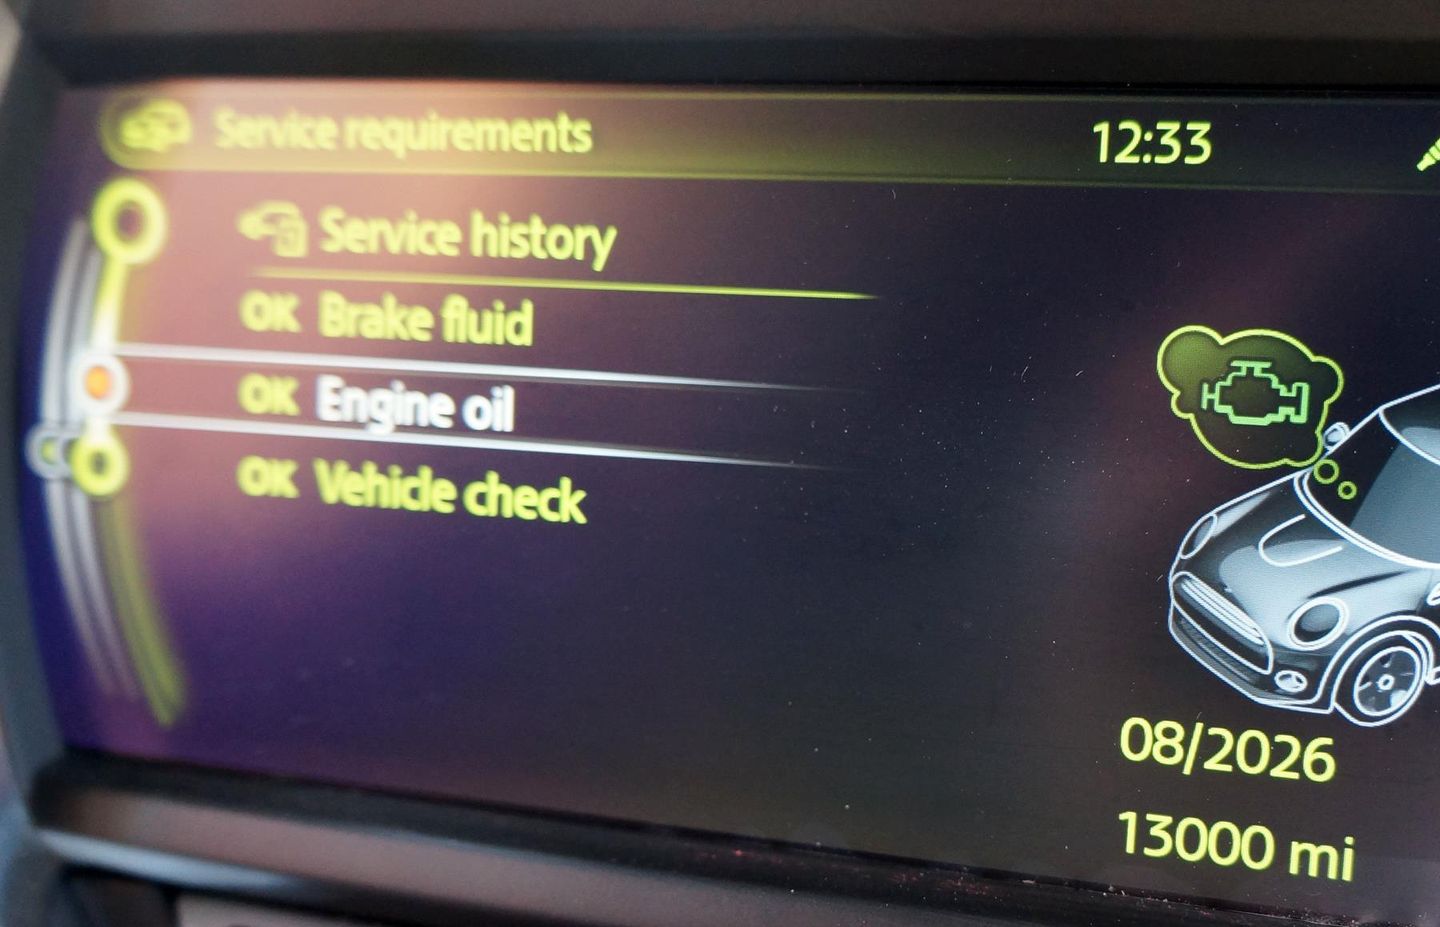 Service requirements
12:33
Service history
OK Brake fluid
OK Engine oil
OK Vehicle check
08/2026
13000 mi